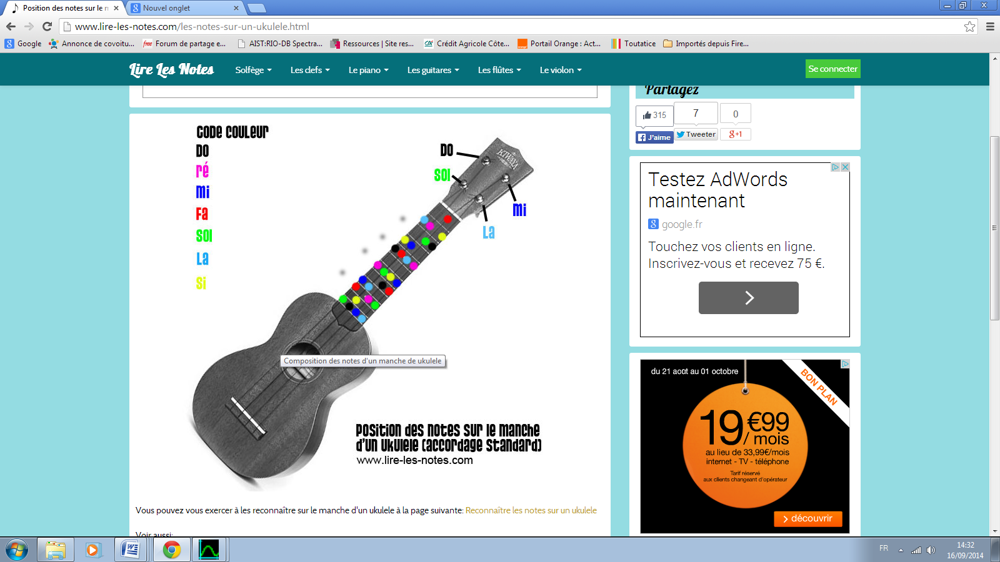 Position des notes sur le n
Nouvel onglet
www.lire-les-notes.com/les-notes-sur-un-ukulele.html
Google
Annonce de covoitu...
free
Forum de partage e...
AIST:RIO-DB Spectra...
Ressources | Site res...
Crédit Agricole Côte...
Portail Orange : Act...
Toutatice
Importés depuis Fire...
Lire Les Notes
Solfège
Les clefs
Le piano
Les guitares
Les flûtes
Le violon
Se connecter
Partagez
315
7
0
J'aime
Tweeter
g+1
Code couleur
Do
ré
Mi
Fa
Sol
La
Si
Do
Sol
Mi
La
KIWAYA
Composition des notes d'un manche de ukulele
Position des notes sur le manche
d'un ukulele (accordage standard)
www.lire-les-notes.com
Vous pouvez vous exercer à les reconnaître sur le manche d'un ukulele à la page suivante: Reconnaître les notes sur un ukulele
Voir aussi:
Testez AdWords
maintenant
google.fr
Touchez vos clients en ligne.
Inscrivez-vous et recevez 75 €.
du 21 août au 01 octobre
BON PLAN
19€99
/mois
au lieu de 33,99€/mois
internet - TV - téléphone
Tarif réservé
aux clients changeant d'opérateur
> découvrir
FR
14:32
16/09/2014